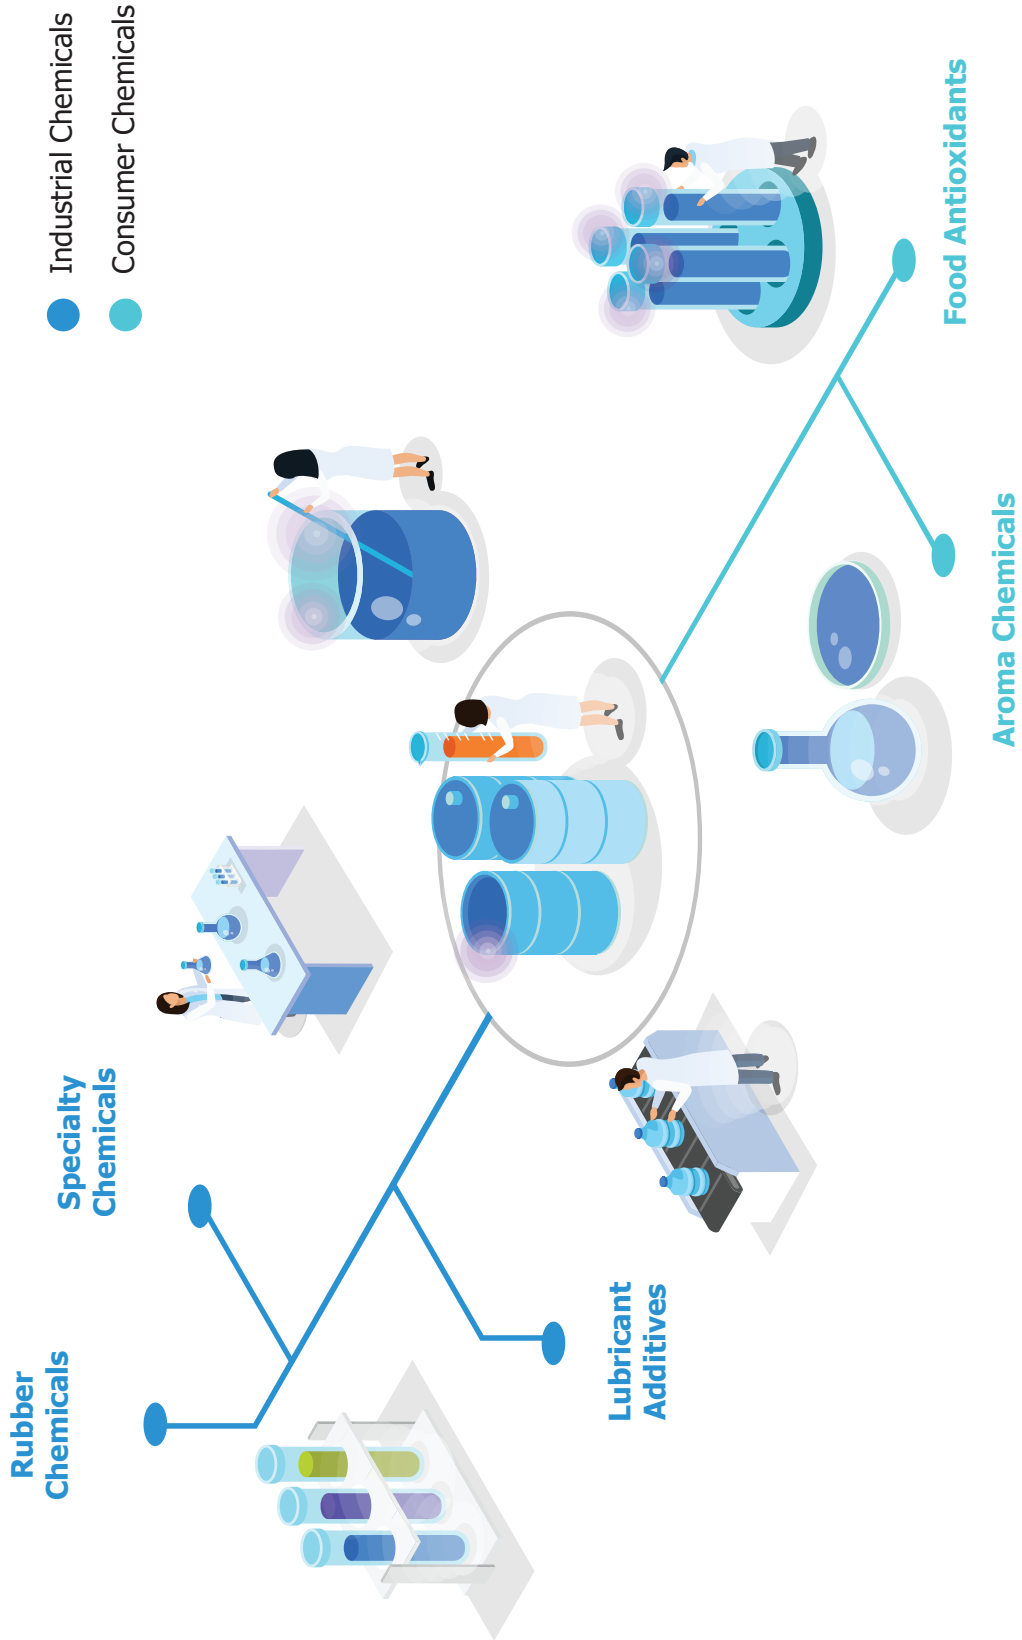 Industrial Chemicals
Consumer Chemicals
Rubber
Chemicals
Specialty
Chemicals
Lubricant
Additives
Food Antioxidants
Aroma Chemicals